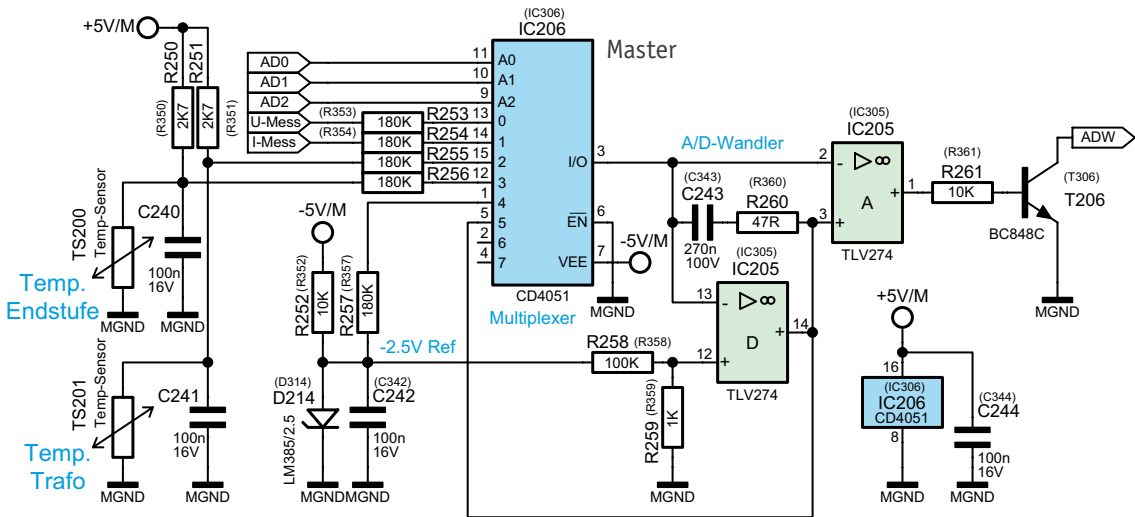 +5V/M
R250
(R350)
2K7
R251
(R351)
2K7
AD0
AD1
AD2
U-Mess
I-Mess
(R353)
(R354)
180K
R253
180K
R254
180K
R255
180K
R256
(IC306)
IC206
Master
11
A0
10
A1
9
A2
13
0
14
1
15
2
12
3
1
4
5
5
2
6
4
7
I/O
3
EN
6
VEE
7
-5V/M
CD4051
Multiplexer
MGND
A/D-Wandler
(C343)
C243
270n
100V
(R360)
R260
47R
(IC305)
IC205
2
-
▷∞
A
3
+
+
1
TLV274
(R361)
R261
10K
ADW
(T306)
T206
BC848C
MGND
(IC305)
IC205
13
-
▷∞
D
12
+
+
14
TLV274
TS200
Temp-Sensor
Temp.
Endstufe
MGND
C240
100n
16V
MGND
TS201
Temp-Sensor
Temp.
Trafo
MGND
C241
100n
16V
MGND
-5V/M
R252
(R352)
10K
R257
(R357)
180K
-2.5V Ref
(D314)
D214
LM385/2.5
MGND
(C342)
C242
100n
16V
MGND
R258
(R358)
100K
R259
(R359)
1K
MGND
+5V/M
16
(IC306)
IC206
CD4051
8
MGND
(C344)
C244
100n
16V
MGND